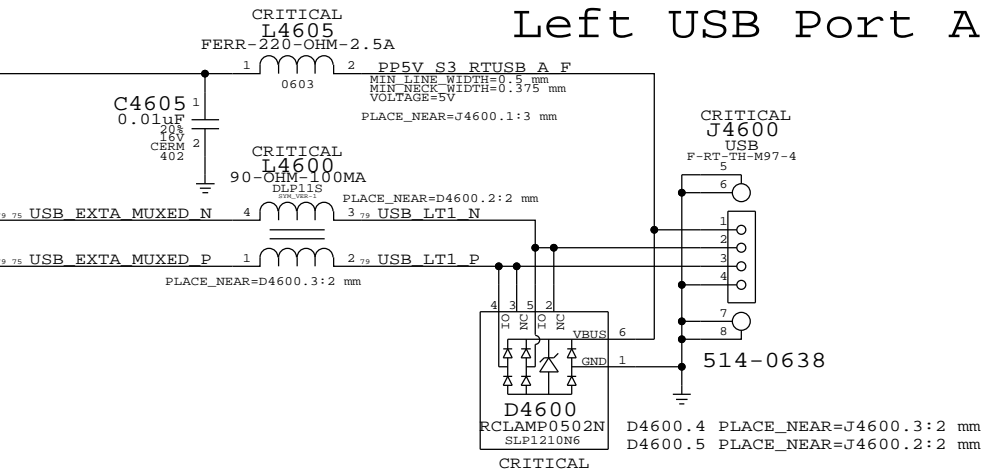 Left USB Port A
CRITICAL
L4605
FERR-220-OHM-2.5A
1
2
0603
PP5V_S3_RTUSB_A_F
MIN_LINE_WIDTH=0.5 mm
MIN_NECK_WIDTH=0.375 mm
VOLTAGE=5V
PLACE_NEAR=J4600.1:3 mm
C4605
0.01uF
20%
16V
CERM
402
1
2
CRITICAL
L4600
90-OHM-100MA
DLP11S
SYM_VER-1
PLACE_NEAR=D4600.2:2 mm
79 75 USB_EXTA_MUXED_N
4
3
79 USB_LT1_N
79 75 USB_EXTA_MUXED_P
1
2
79 USB_LT1_P
PLACE_NEAR=D4600.3:2 mm
CRITICAL
J4600
USB
F-RT-TH-M97-4
5
6
1
2
3
4
7
8
514-0638
4 3 5 2
IO NC IO NC
VBUS 6
GND 1
D4600
RCLAMP0502N
SLP1210N6
CRITICAL
D4600.4 PLACE_NEAR=J4600.3:2 mm
D4600.5 PLACE_NEAR=J4600.2:2 mm